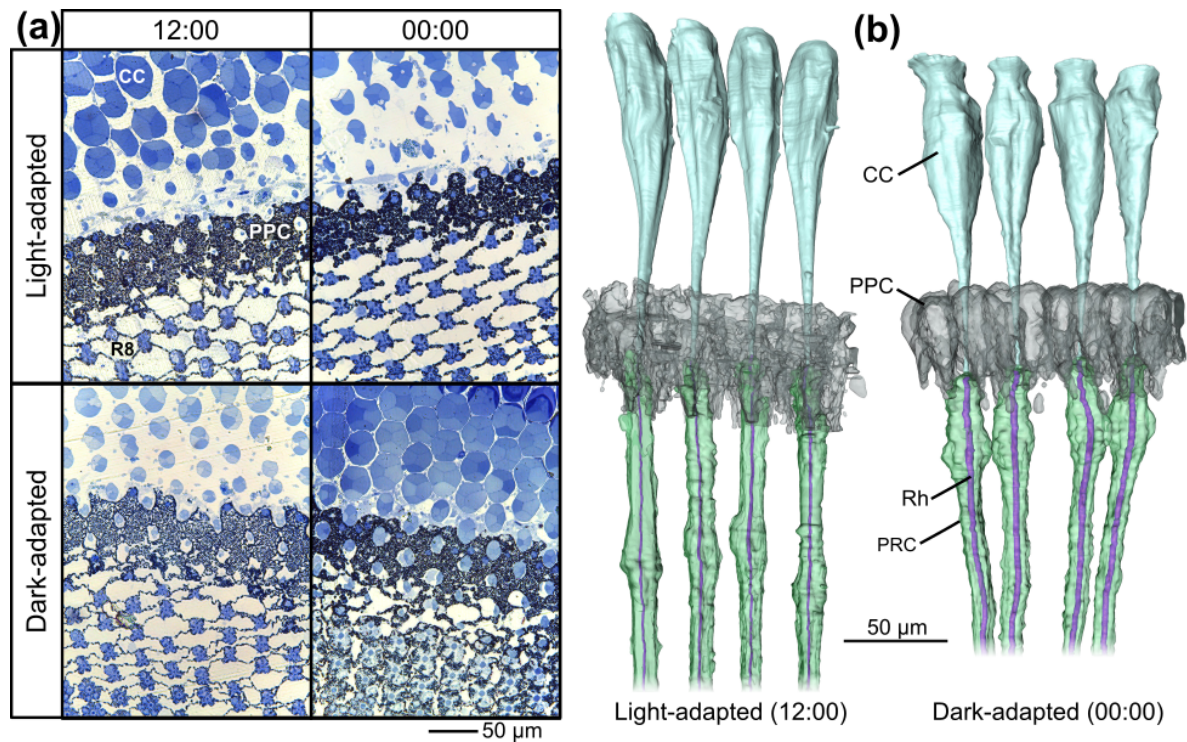 (a)
12:00
00:00
Light-adapted
CC
PPC
R8
Dark-adapted
50 µm
(b)
CC
PPC
Rh
PRC
50 µm
Light-adapted (12:00)
Dark-adapted (00:00)